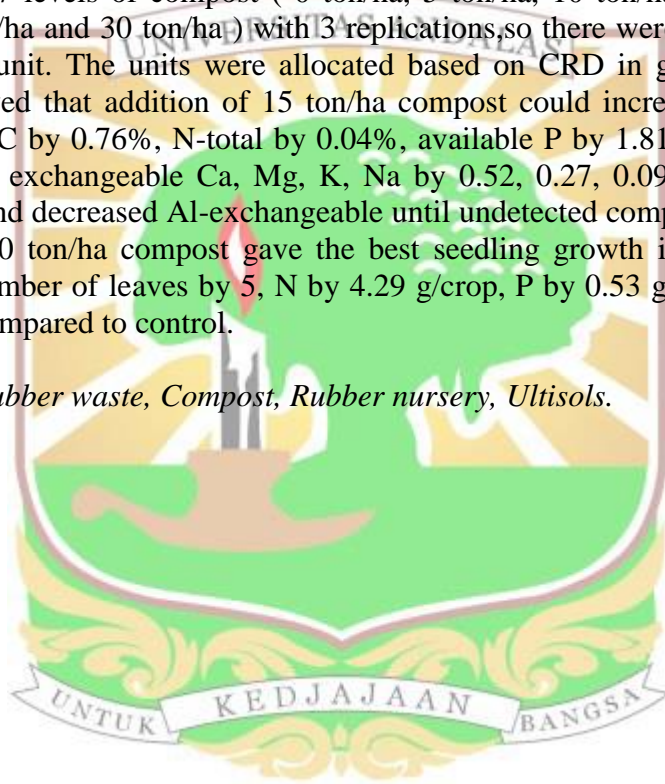 levels of compost ( 0 ton/ha, 5 ton/ha, 10 ton/ha
/ha and 30 ton/ha ) with 3 replications,so there were
UNIVERSITAS ANDALAS
unit. The units were allocated based on CRD in g
ed that addition of 15 ton/ha compost could incre
C by 0.76%, N-total by 0.04%, available P by 1.81
exchangeable Ca, Mg, K, Na by 0.52, 0.27, 0.09
nd decreased Al-exchangeable until undetected comp
0 ton/ha compost gave the best seedling growth i
mber of leaves by 5, N by 4.29 g/crop, P by 0.53 g
mpared to control.
ubber waste, Compost, Rubber nursery, Ultisols.
UNTUK KEDJAJAAN BANGSA